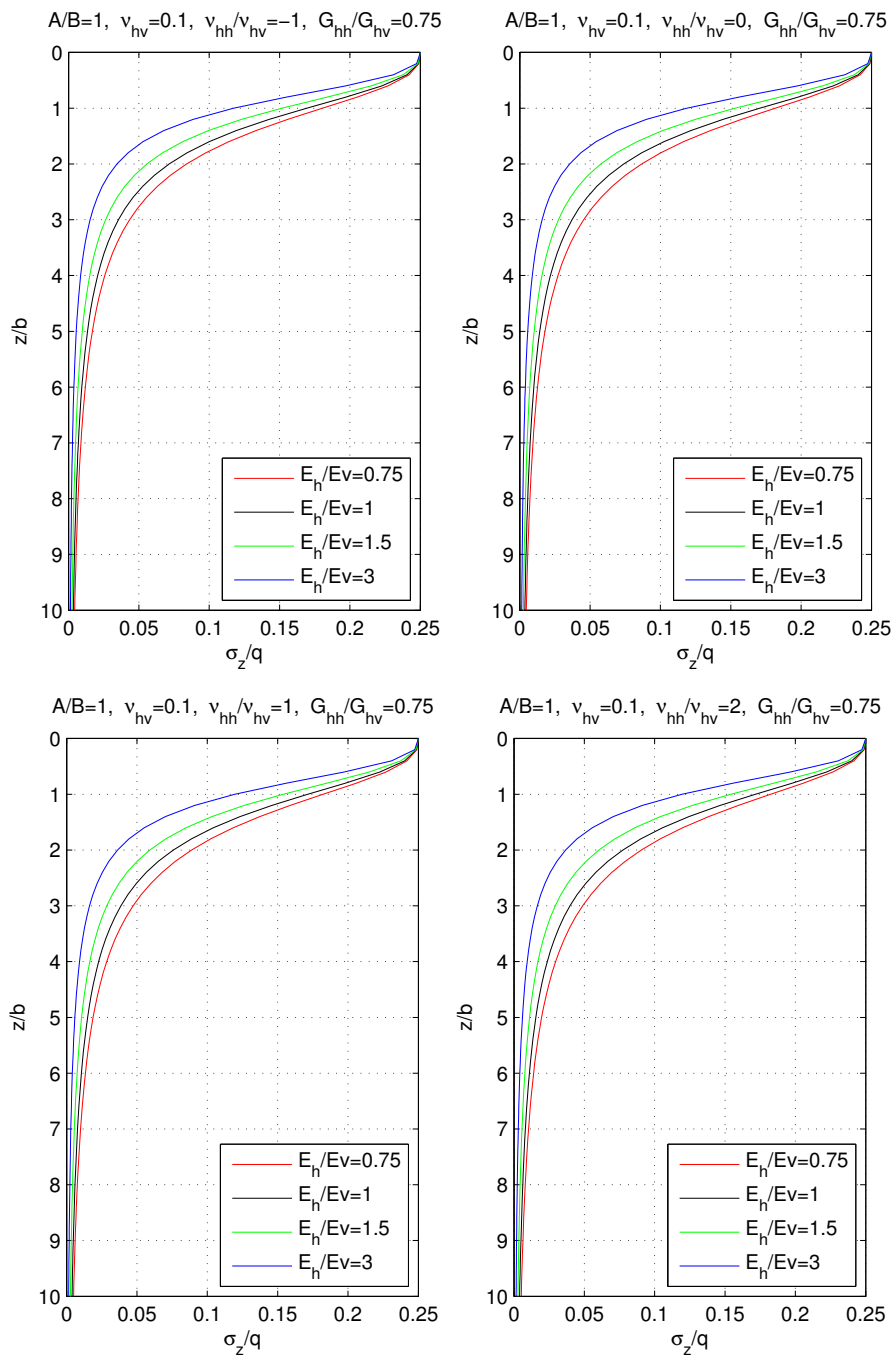 A/B=1, ν_hv=0.1, ν_hh/ν_hv=−1, G_hh/G_hv=0.75
0
1
2
3
4
5
6
7
8
9
10
z/b
E_h/Ev=0.75
E_h/Ev=1
E_h/Ev=1.5
E_h/Ev=3
0 0.05 0.1 0.15 0.2 0.25
σ_z/q
A/B=1, ν_hv=0.1, ν_hh/ν_hv=0, G_hh/G_hv=0.75
0
1
2
3
4
5
6
7
8
9
10
z/b
E_h/Ev=0.75
E_h/Ev=1
E_h/Ev=1.5
E_h/Ev=3
0 0.05 0.1 0.15 0.2 0.25
σ_z/q
A/B=1, ν_hv=0.1, ν_hh/ν_hv=1, G_hh/G_hv=0.75
0
1
2
3
4
5
6
7
8
9
10
z/b
E_h/Ev=0.75
E_h/Ev=1
E_h/Ev=1.5
E_h/Ev=3
0 0.05 0.1 0.15 0.2 0.25
σ_z/q
A/B=1, ν_hv=0.1, ν_hh/ν_hv=2, G_hh/G_hv=0.75
0
1
2
3
4
5
6
7
8
9
10
z/b
E_h/Ev=0.75
E_h/Ev=1
E_h/Ev=1.5
E_h/Ev=3
0 0.05 0.1 0.15 0.2 0.25
σ_z/q